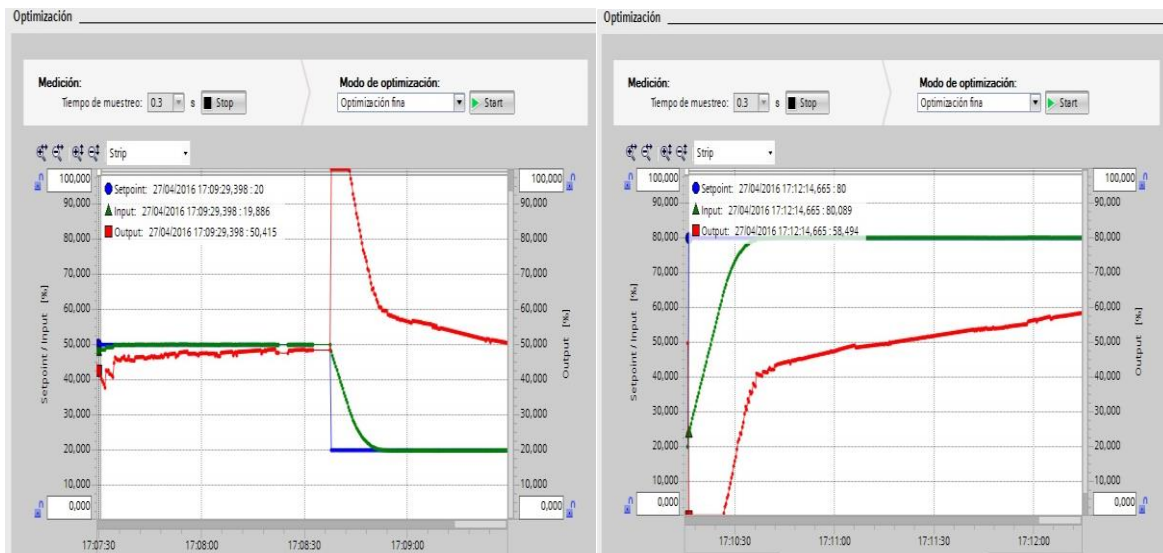 Optimización
Medición:
Tiempo de muestreo: 0.3 s Stop
Modo de optimización:
Optimización fina Start
Strip
100,000
90,000
80,000
70,000
60,000
50,000
40,000
30,000
20,000
10,000
0,000
Setpoint / Input [%]
Setpoint: 27/04/2016 17:09:29,398 : 20
Input: 27/04/2016 17:09:29,398 : 19,886
Output: 27/04/2016 17:09:29,398 : 50,415
100,000
90,000
80,000
70,000
60,000
50,000
40,000
30,000
20,000
10,000
0,000
Output [%]
17:07:30 17:08:00 17:08:30 17:09:00
Optimización
Medición:
Tiempo de muestreo: 0.3 s Stop
Modo de optimización:
Optimización fina Start
Strip
100,000
90,000
80,000
70,000
60,000
50,000
40,000
30,000
20,000
10,000
0,000
Setpoint / Input [%]
Setpoint: 27/04/2016 17:12:14,665 : 80
Input: 27/04/2016 17:12:14,665 : 80,089
Output: 27/04/2016 17:12:14,665 : 58,494
100,000
90,000
80,000
70,000
60,000
50,000
40,000
30,000
20,000
10,000
0,000
Output [%]
17:10:30 17:11:00 17:11:30 17:12:00